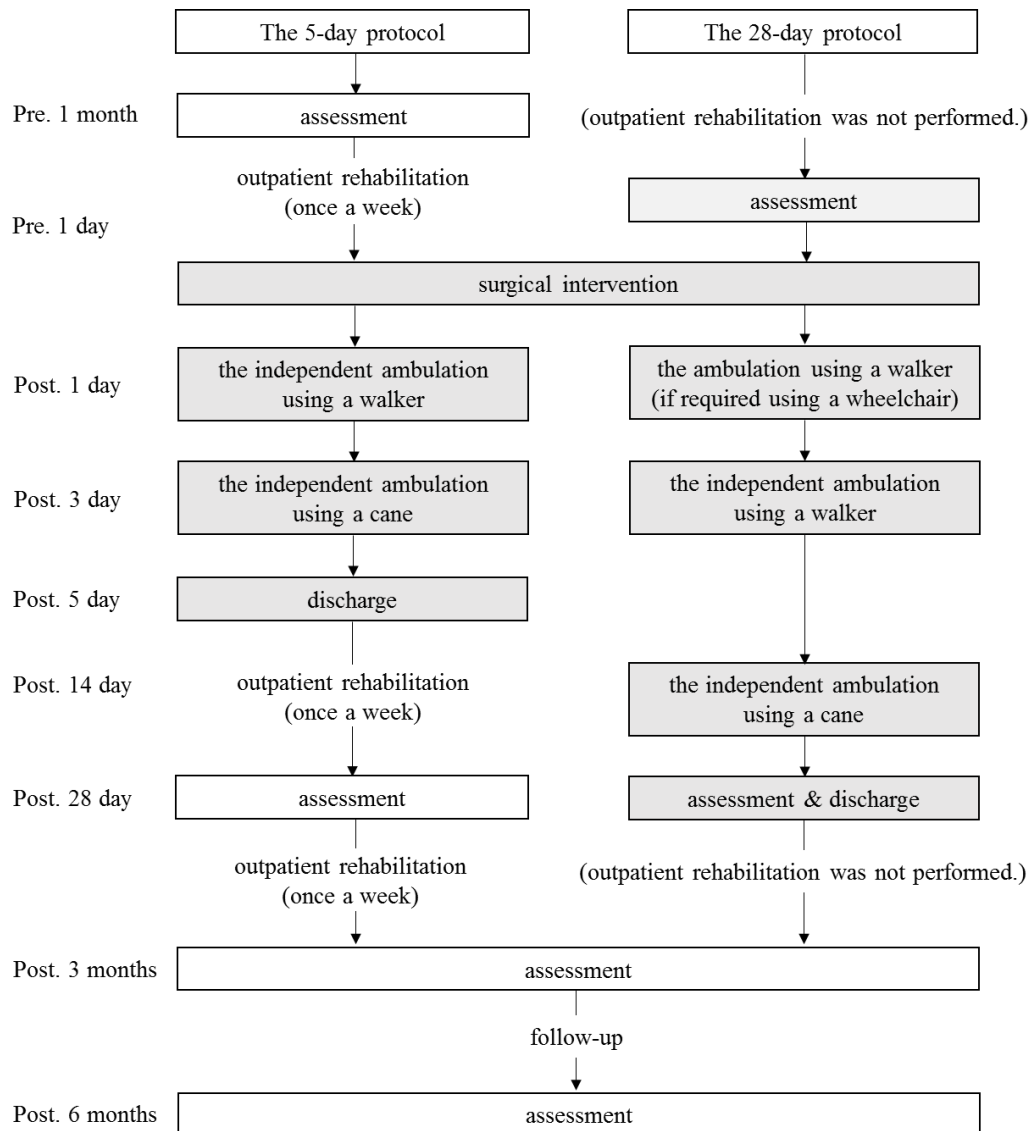 The 5-day protocol
The 28-day protocol
Pre. 1 month
assessment
(outpatient rehabilitation was not performed.)
outpatient rehabilitation
(once a week)
assessment
Pre. 1 day
surgical intervention
Post. 1 day
the independent ambulation
using a walker
the ambulation using a walker
(if required using a wheelchair)
Post. 3 day
the independent ambulation
using a cane
the independent ambulation
using a walker
Post. 5 day
discharge
Post. 14 day
outpatient rehabilitation
(once a week)
the independent ambulation
using a cane
Post. 28 day
assessment
assessment & discharge
outpatient rehabilitation
(once a week)
(outpatient rehabilitation was not performed.)
Post. 3 months
assessment
follow-up
Post. 6 months
assessment